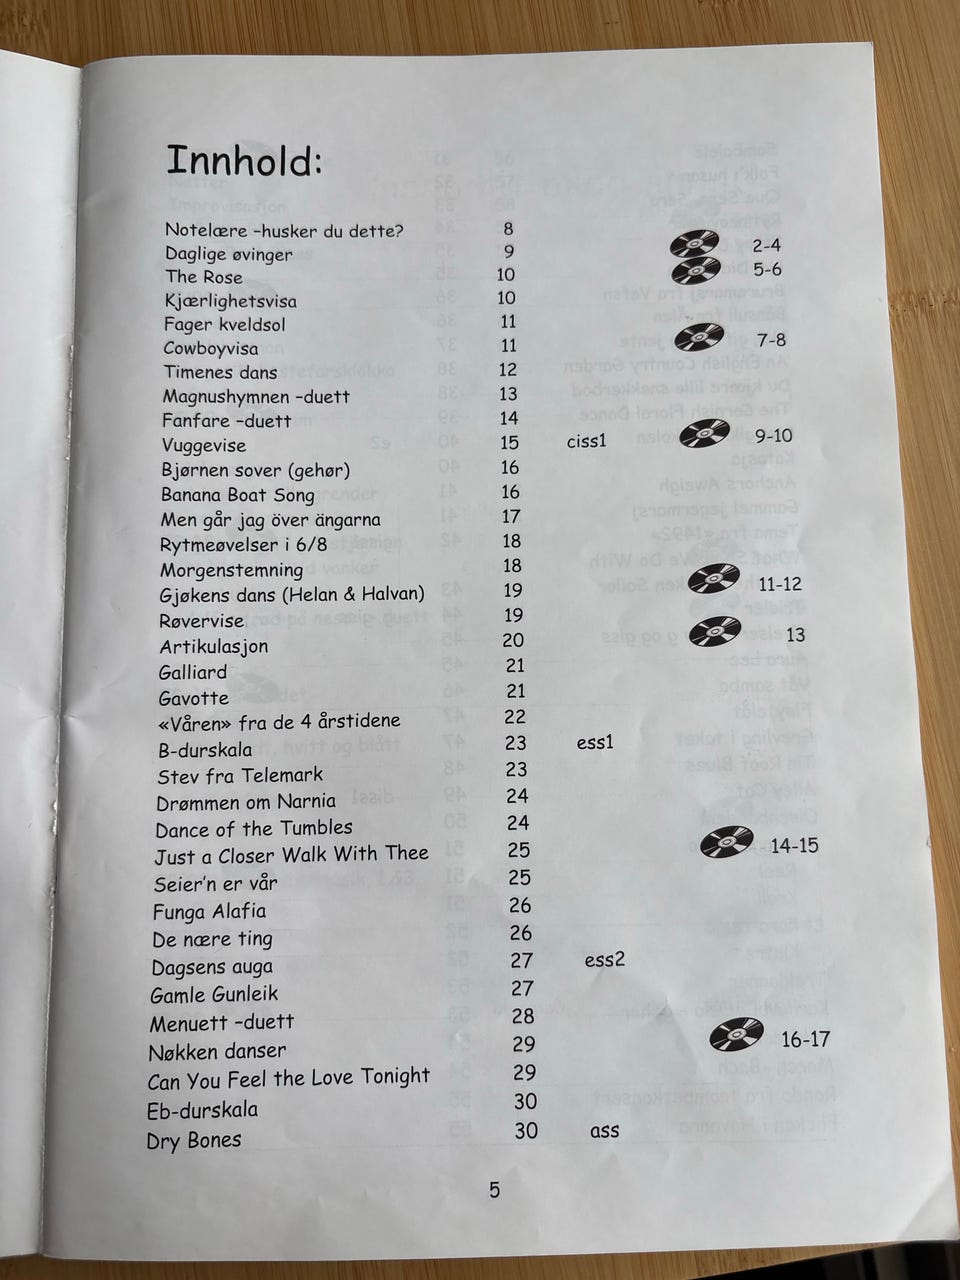 Innhold:
Notelære –husker du dette? 8
Daglige øvinger 9 2-4
The Rose 10 5-6
Kjærlighetsvisa 10
Fager kveldsol 11
Cowboyvisa 11 7-8
Timenes dans 12
Magnushymnen –duett 13
Fanfare –duett 14
Vuggevise 15 ciss1 9-10
Bjørnen sover (gehør) 16
Banana Boat Song 16
Men går jag över ängarna 17
Rytmeøvelser i 6/8 18
Morgenstemning 18
Gjøkens dans (Helan & Halvan) 19 11-12
Røvervise 19
Artikulasjon 20 13
Galliard 21
Gavotte 21
«Våren» fra de 4 årstidene 22
B-durskala 23 ess1
Stev fra Telemark 23
Drømmen om Narnia 24
Dance of the Tumbles 24
Just a Closer Walk With Thee 25 14-15
Seier'n er vår 25
Funga Alafia 26
De nære ting 26
Dagsens auga 27 ess2
Gamle Gunleik 27
Menuett –duett 28
Nøkken danser 29 16-17
Can You Feel the Love Tonight 29
Eb-durskala 30
Dry Bones 30 ass
5